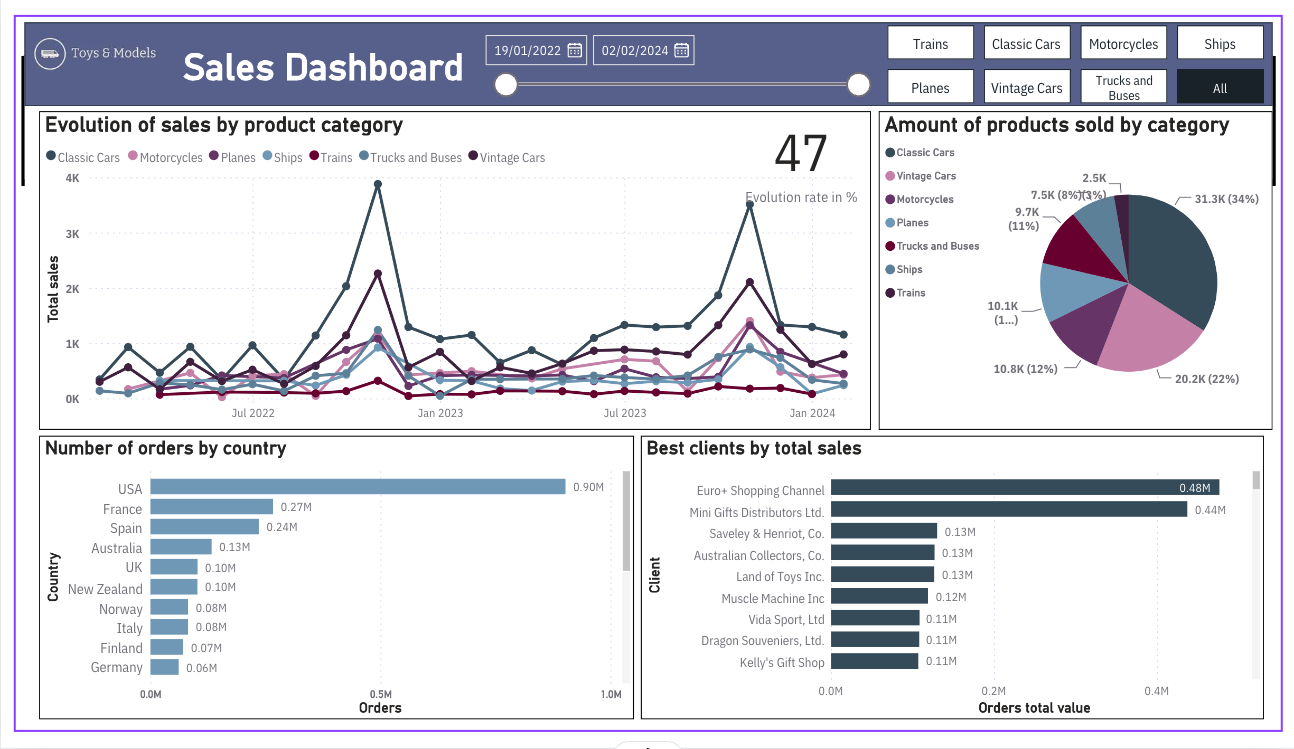 Toys & Models
Sales Dashboard
19/01/2022
02/02/2024
Trains
Classic Cars
Motorcycles
Ships
Planes
Vintage Cars
Trucks and
Buses
All
Evolution of sales by product category
Classic Cars
Motorcycles
Planes
Ships
Trains
Trucks and Buses
Vintage Cars
47
Evolution rate in %
Total sales
4K
3K
2K
1K
0K
Jul 2022
Jan 2023
Jul 2023
Jan 2024
Amount of products sold by category
Classic Cars
Vintage Cars
Motorcycles
Planes
Trucks and Buses
Ships
Trains
2.5K
(3%)
7.5K (8%)
9.7K
(11%)
10.1K
(1...)
10.8K (12%)
20.2K (22%)
31.3K (34%)
Number of orders by country
Country
USA 0.90M
France 0.27M
Spain 0.24M
Australia 0.13M
UK 0.10M
New Zealand 0.10M
Norway 0.08M
Italy 0.08M
Finland 0.07M
Germany 0.06M
0.0M 0.5M 1.0M
Orders
Best clients by total sales
Client
Euro+ Shopping Channel 0.48M
Mini Gifts Distributors Ltd. 0.44M
Saveley & Henriot, Co. 0.13M
Australian Collectors, Co. 0.13M
Land of Toys Inc. 0.13M
Muscle Machine Inc 0.12M
Vida Sport, Ltd 0.11M
Dragon Souveniers, Ltd. 0.11M
Kelly's Gift Shop 0.11M
0.0M 0.2M 0.4M
Orders total value